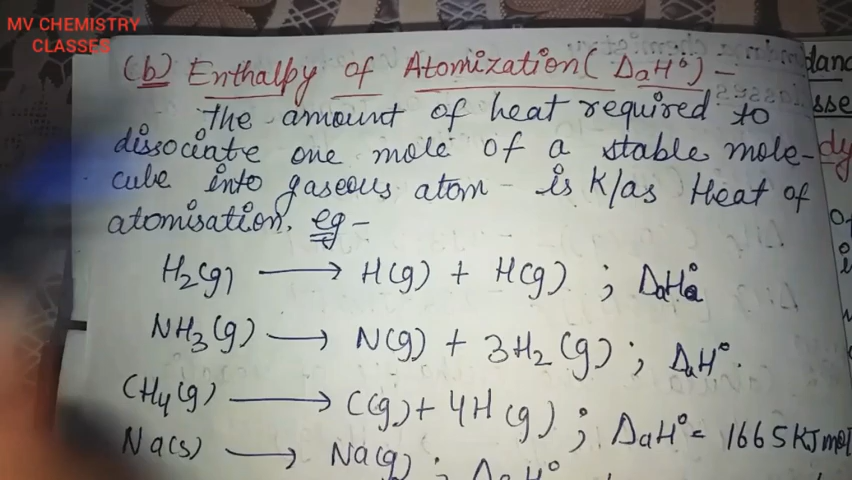 MV CHEMISTRY
CLASSES
(b) Enthalpy of Atomization (ΔaH°) -
the amount of heat required to
dissociate one mole of a stable mole-
cule into gaseous atom - is K/as Heat of
atomisation. eg -
H₂(g) ⟶ H(g) + H(g) ; ΔaH°
NH₃(g) ⟶ N(g) + 3H₂(g) ; ΔaH°.
CH₄(g) ⟶ C(g) + 4H(g) ; ΔaH° = 1665 KJ mol
Na(s) ⟶ Na(g) ; ΔaH°